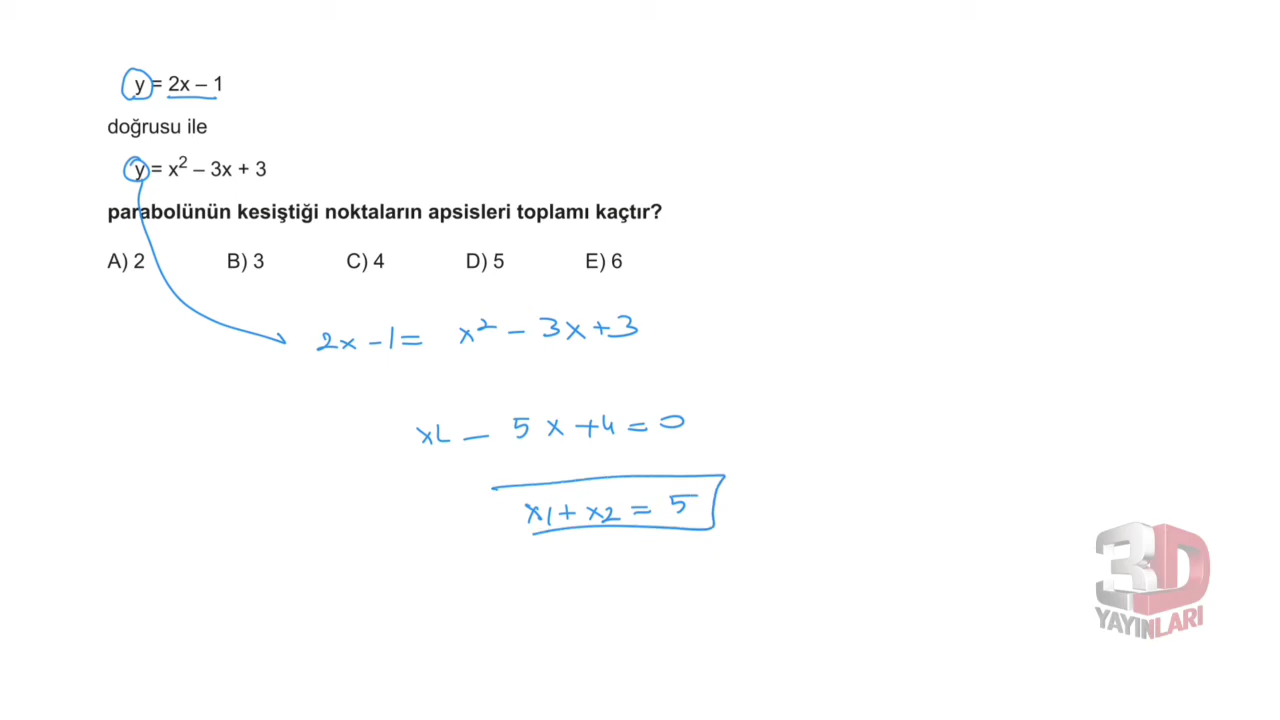 y = 2x – 1
doğrusu ile
y = x² – 3x + 3
parabolünün kesiştiği noktaların apsisleri toplamı kaçtır?
A) 2 B) 3 C) 4 D) 5 E) 6
2x - 1 = x² - 3x + 3
x² - 5x + 4 = 0
x1 + x2 = 5
3D
YAYINLARI